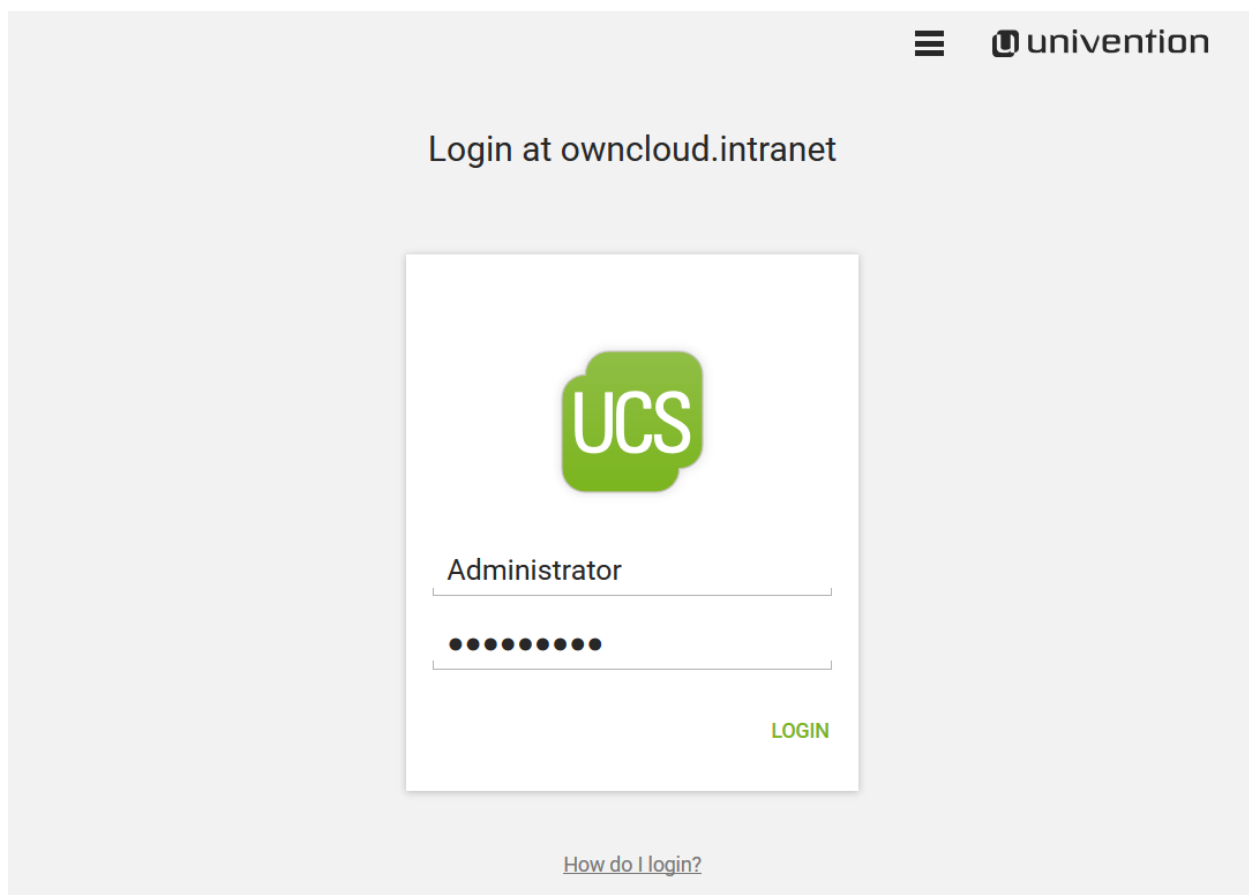 univention
Login at owncloud.intranet
UCS
Administrator
●●●●●●●●●
LOGIN
How do I login?